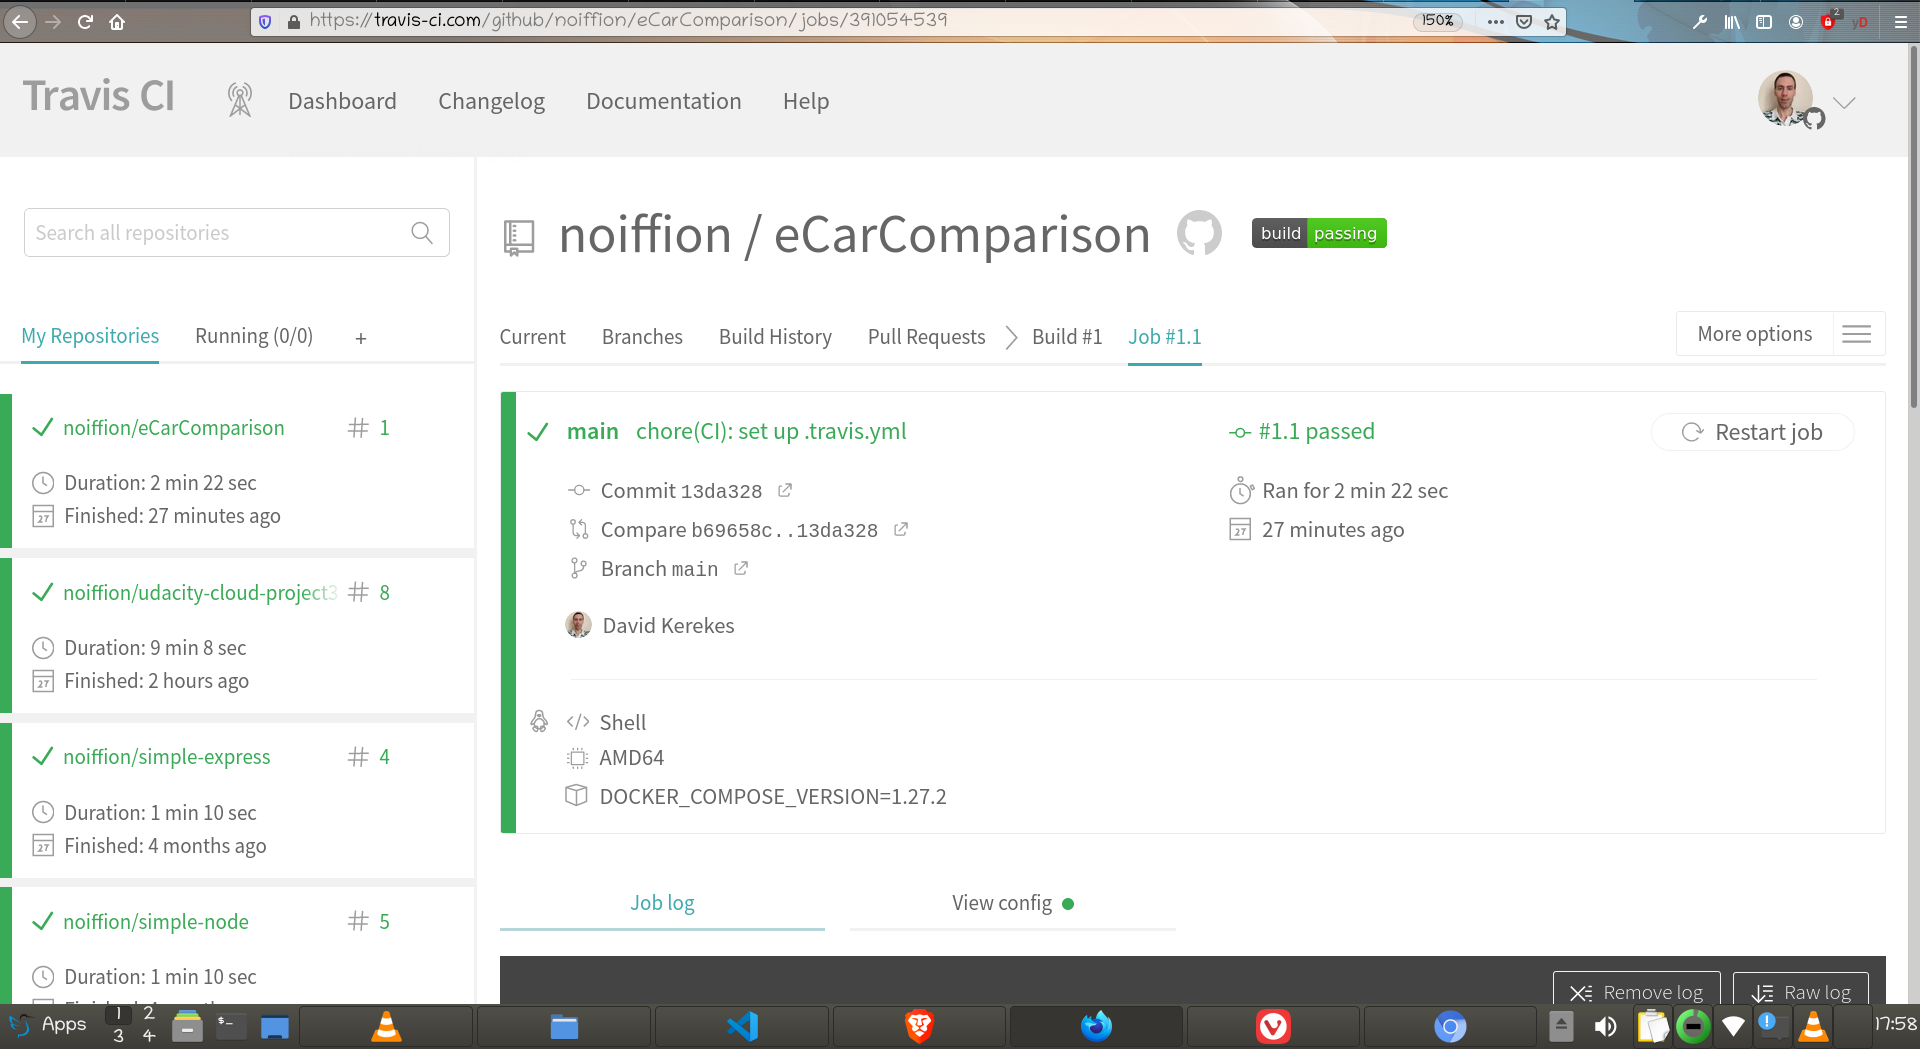 https://travis-ci.com/github/noiffion/eCarComparison/jobs/391054539
150%
2
yD
Travis CI
Dashboard
Changelog
Documentation
Help
Search all repositories
My Repositories
Running (0/0)
+
noiffion/eCarComparison
# 1
Duration: 2 min 22 sec
27
Finished: 27 minutes ago
noiffion/udacity-cloud-project3
# 8
Duration: 9 min 8 sec
27
Finished: 2 hours ago
noiffion/simple-express
# 4
Duration: 1 min 10 sec
27
Finished: 4 months ago
noiffion/simple-node
# 5
Duration: 1 min 10 sec
noiffion / eCarComparison
build passing
Current
Branches
Build History
Pull Requests
Build #1
Job #1.1
More options
main chore(CI): set up .travis.yml
#1.1 passed
Restart job
Commit 13da328
Ran for 2 min 22 sec
Compare b69658c..13da328
27
27 minutes ago
Branch main
David Kerekes
</> Shell
AMD64
DOCKER_COMPOSE_VERSION=1.27.2
Job log
View config
Remove log
Raw log
Apps
1 2
3 4
$-
17:58